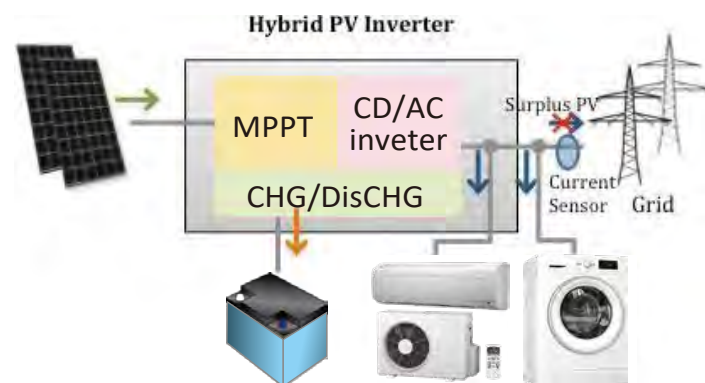 Hybrid PV Inverter
MPPT
CD/AC
inveter
CHG/DisCHG
Surplus PV
Current
Sensor
Grid